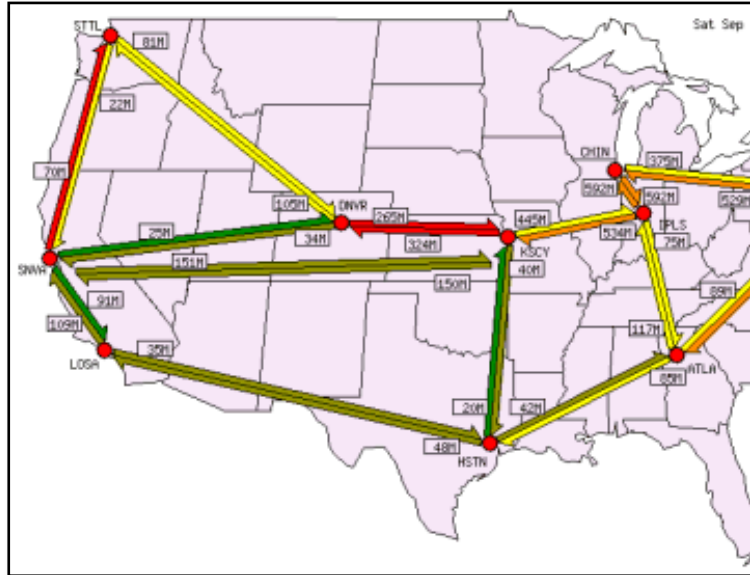 STTL
Sat Sep
81M
22M
CHIN
375M
70M
592M
592M
105M
DNVR
265M
529M
25M
445M
IPLS
34M
324M
534M
75M
KSCY
SNVA
151M
40M
150M
89M
91M
109M
117M
35M
LOSA
ATLA
85M
20M
42M
48M
HSTN